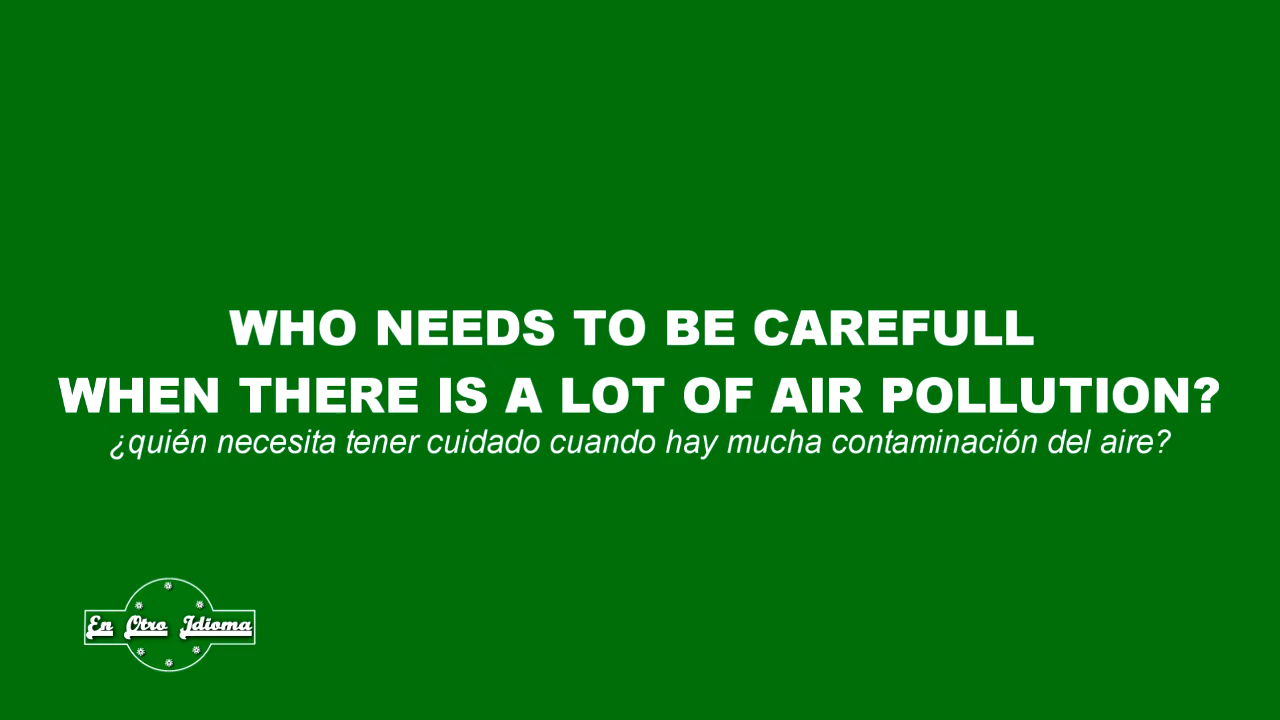 WHO NEEDS TO BE CAREFULL
WHEN THERE IS A LOT OF AIR POLLUTION?
¿quién necesita tener cuidado cuando hay mucha contaminación del aire?
En Otro Idioma